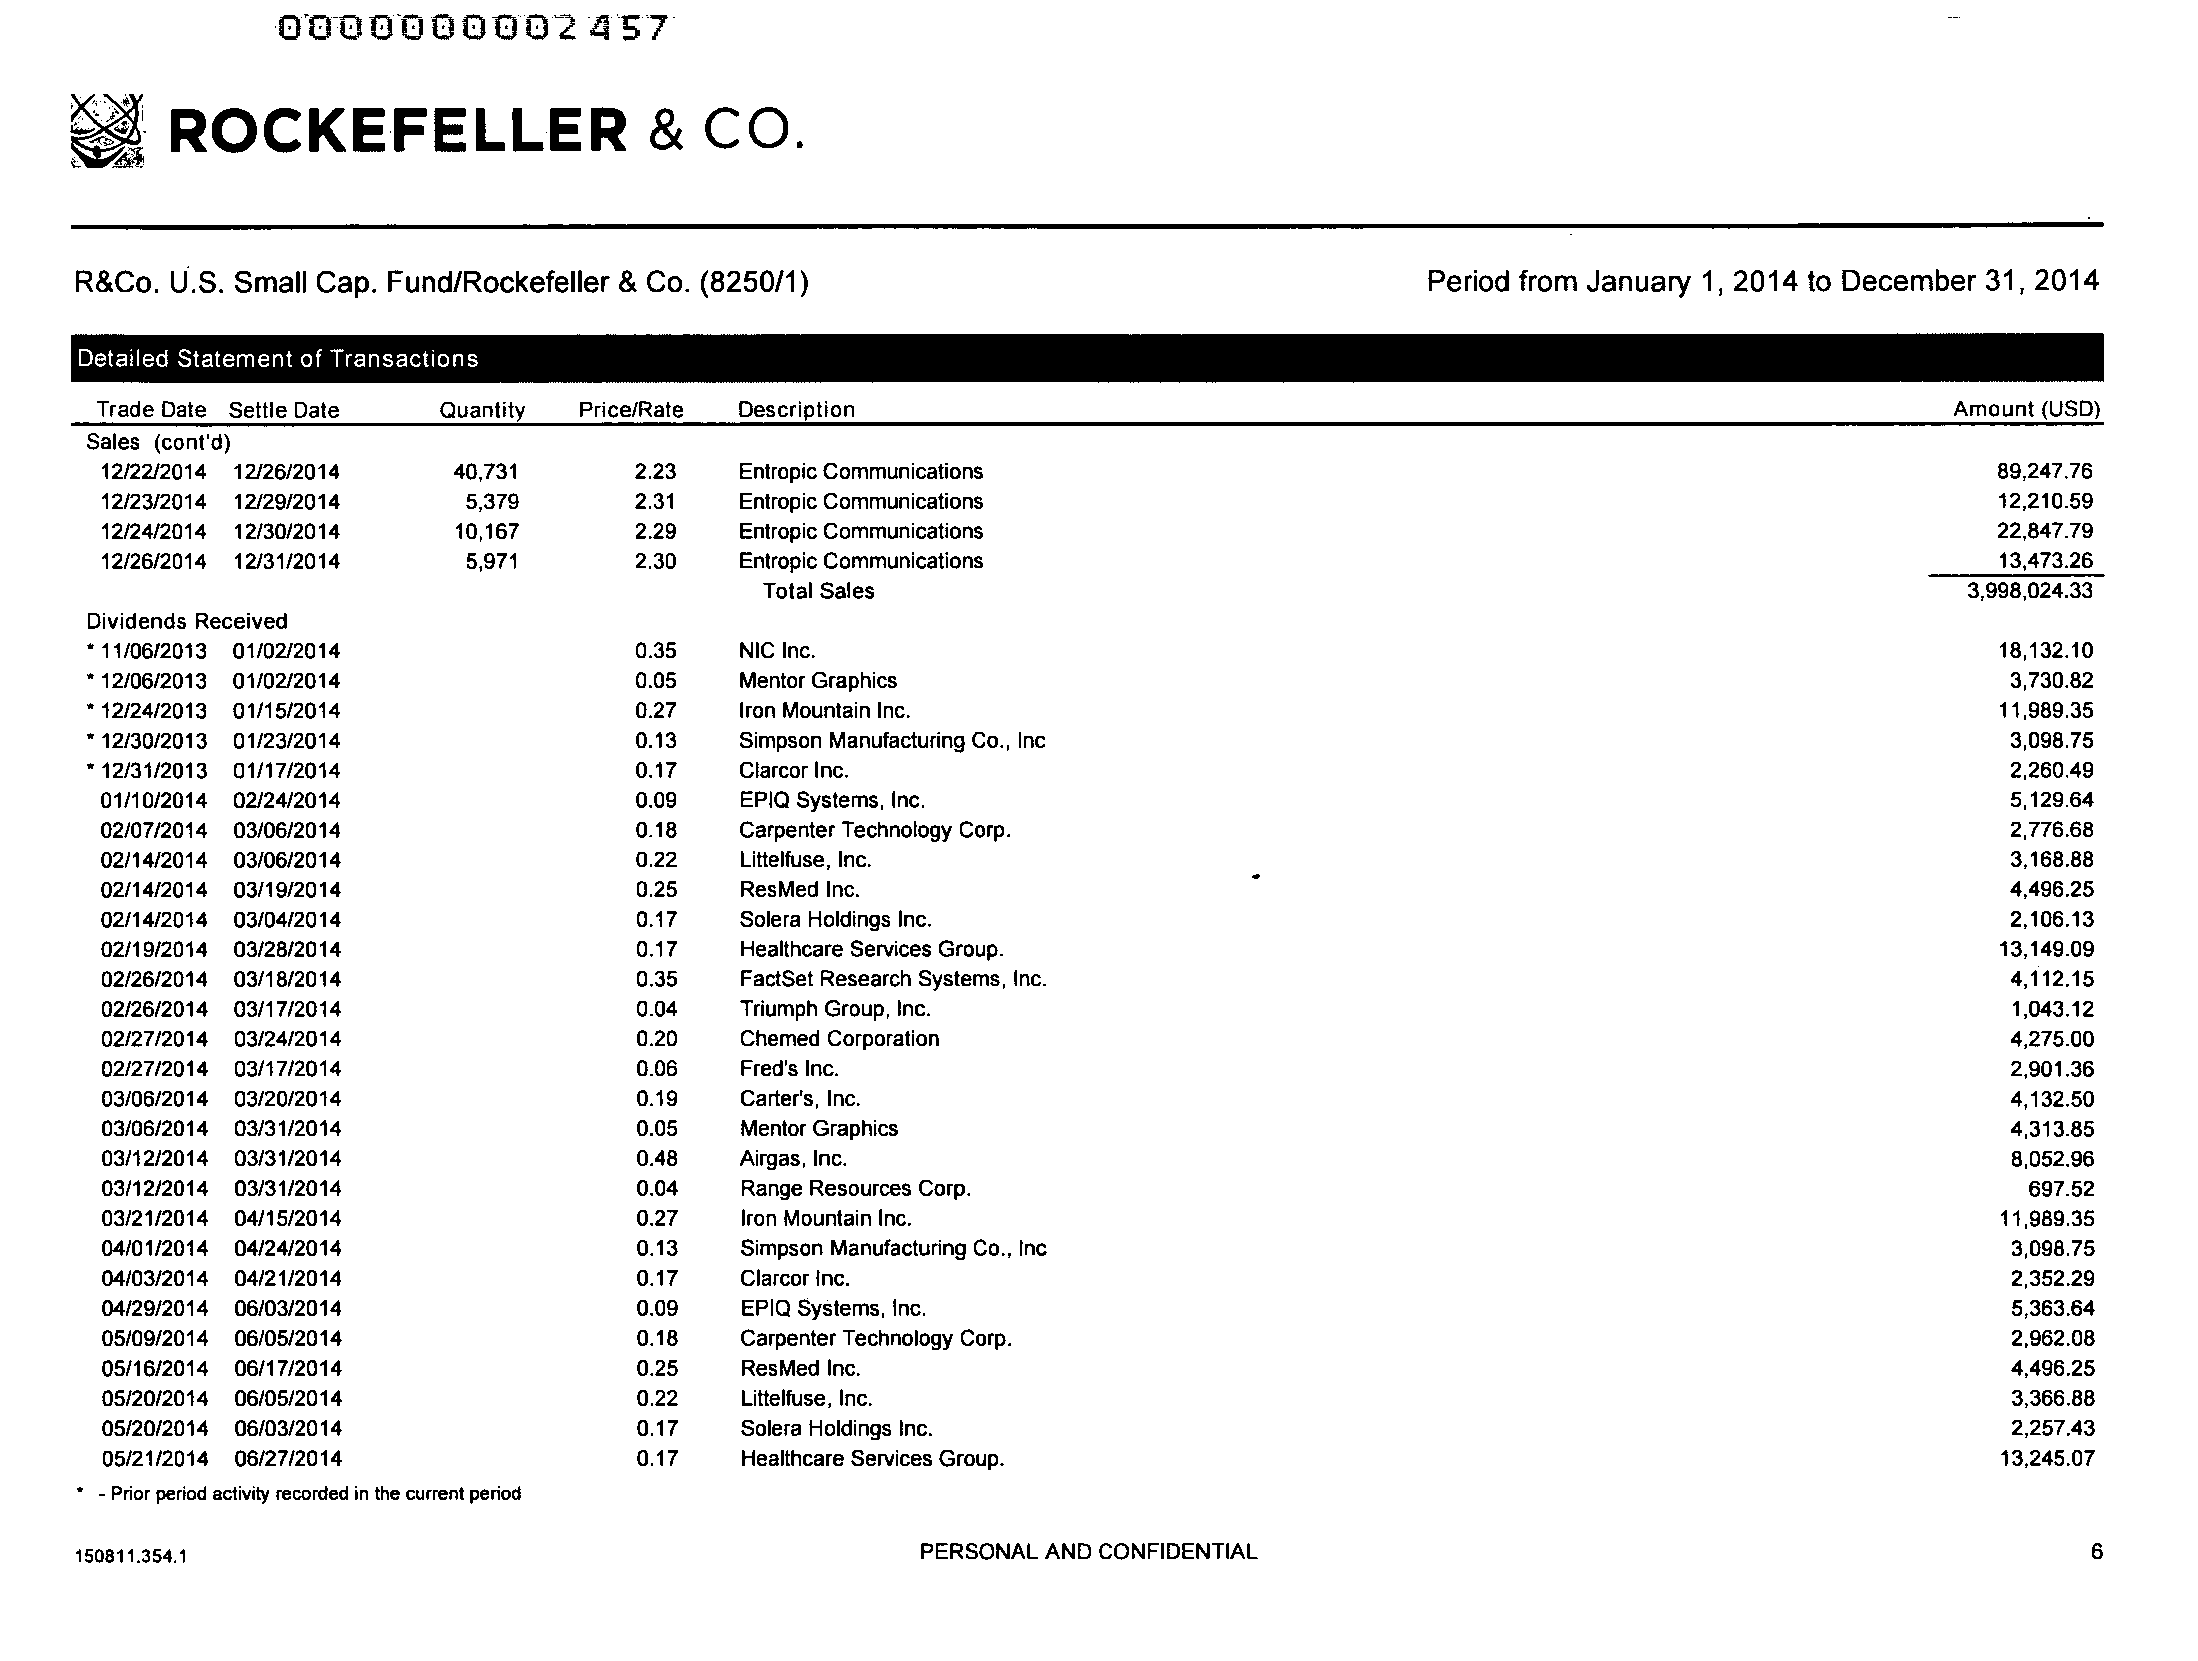 0000000002457
ROCKEFELLER & CO.
R&Co. U.S. Small Cap. Fund/Rockefeller & Co. (8250/1) Period from January 1, 2014 to December 31, 2014
Detailed Statement of Transactions
Trade Date Settle Date Quantity Price/Rate Description Amount (USD)
Sales (cont'd)
12/22/2014 12/26/2014 40,731 2.23 Entropic Communications 89,247.76
12/23/2014 12/29/2014 5,379 2.31 Entropic Communications 12,210.59
12/24/2014 12/30/2014 10,167 2.29 Entropic Communications 22,847.79
12/26/2014 12/31/2014 5,971 2.30 Entropic Communications 13,473.26
Total Sales 3,998,024.33
Dividends Received
* 11/06/2013 01/02/2014 0.35 NIC Inc. 18,132.10
* 12/06/2013 01/02/2014 0.05 Mentor Graphics 3,730.82
* 12/24/2013 01/15/2014 0.27 Iron Mountain Inc. 11,989.35
* 12/30/2013 01/23/2014 0.13 Simpson Manufacturing Co., Inc 3,098.75
* 12/31/2013 01/17/2014 0.17 Clarcor Inc. 2,260.49
01/10/2014 02/24/2014 0.09 EPIQ Systems, Inc. 5,129.64
02/07/2014 03/06/2014 0.18 Carpenter Technology Corp. 2,776.68
02/14/2014 03/06/2014 0.22 Littelfuse, Inc. 3,168.88
02/14/2014 03/19/2014 0.25 ResMed Inc. 4,496.25
02/14/2014 03/04/2014 0.17 Solera Holdings Inc. 2,106.13
02/19/2014 03/28/2014 0.17 Healthcare Services Group. 13,149.09
02/26/2014 03/18/2014 0.35 FactSet Research Systems, Inc. 4,112.15
02/26/2014 03/17/2014 0.04 Triumph Group, Inc. 1,043.12
02/27/2014 03/24/2014 0.20 Chemed Corporation 4,275.00
02/27/2014 03/17/2014 0.06 Fred's Inc. 2,901.36
03/06/2014 03/20/2014 0.19 Carter's, Inc. 4,132.50
03/06/2014 03/31/2014 0.05 Mentor Graphics 4,313.85
03/12/2014 03/31/2014 0.48 Airgas, Inc. 8,052.96
03/12/2014 03/31/2014 0.04 Range Resources Corp. 697.52
03/21/2014 04/15/2014 0.27 Iron Mountain Inc. 11,989.35
04/01/2014 04/24/2014 0.13 Simpson Manufacturing Co., Inc 3,098.75
04/03/2014 04/21/2014 0.17 Clarcor Inc. 2,352.29
04/29/2014 06/03/2014 0.09 EPIQ Systems, Inc. 5,363.64
05/09/2014 06/05/2014 0.18 Carpenter Technology Corp. 2,962.08
05/16/2014 06/17/2014 0.25 ResMed Inc. 4,496.25
05/20/2014 06/05/2014 0.22 Littelfuse, Inc. 3,366.88
05/20/2014 06/03/2014 0.17 Solera Holdings Inc. 2,257.43
05/21/2014 06/27/2014 0.17 Healthcare Services Group. 13,245.07
* - Prior period activity recorded in the current period
150811.354.1 PERSONAL AND CONFIDENTIAL 6